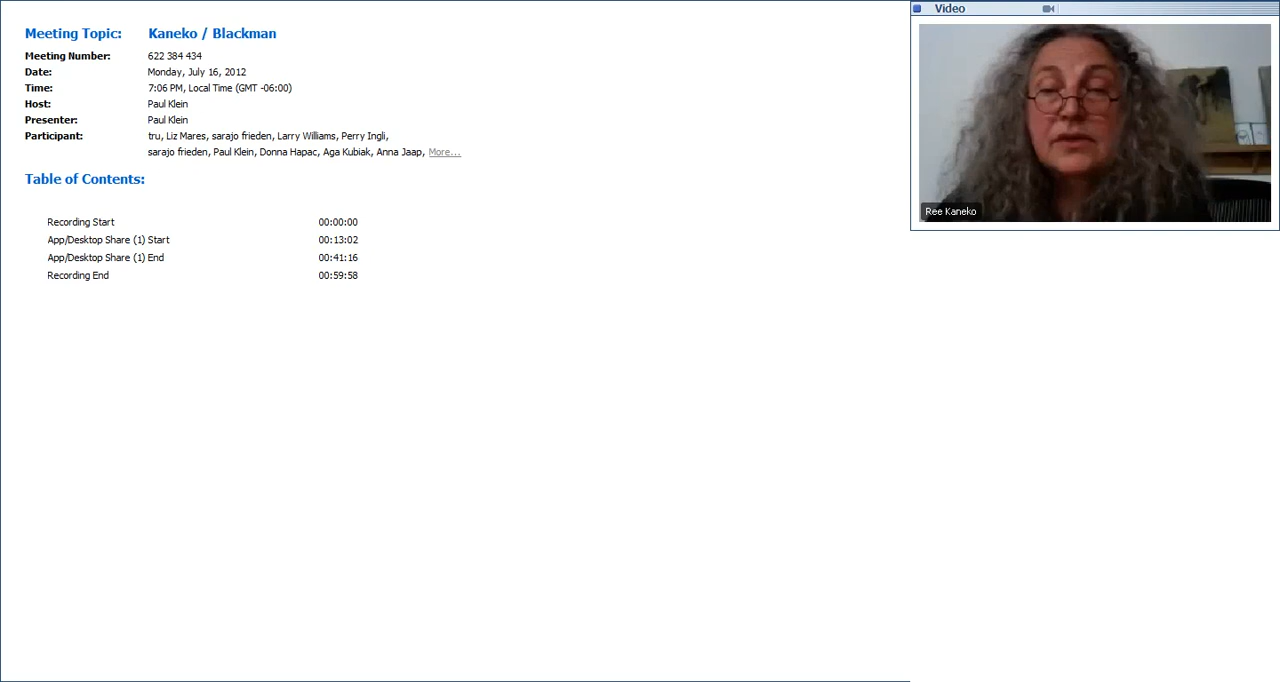 Meeting Topic: Kaneko / Blackman
Meeting Number: 622 384 434
Date: Monday, July 16, 2012
Time: 7:06 PM, Local Time (GMT -06:00)
Host: Paul Klein
Presenter: Paul Klein
Participant: tru, Liz Mares, sarajo frieden, Larry Williams, Perry Ingli,
sarajo frieden, Paul Klein, Donna Hapac, Aga Kubiak, Anna Jaap, More...
Table of Contents:
Recording Start 00:00:00
App/Desktop Share (1) Start 00:13:02
App/Desktop Share (1) End 00:41:16
Recording End 00:59:58
Video
Ree Kaneko